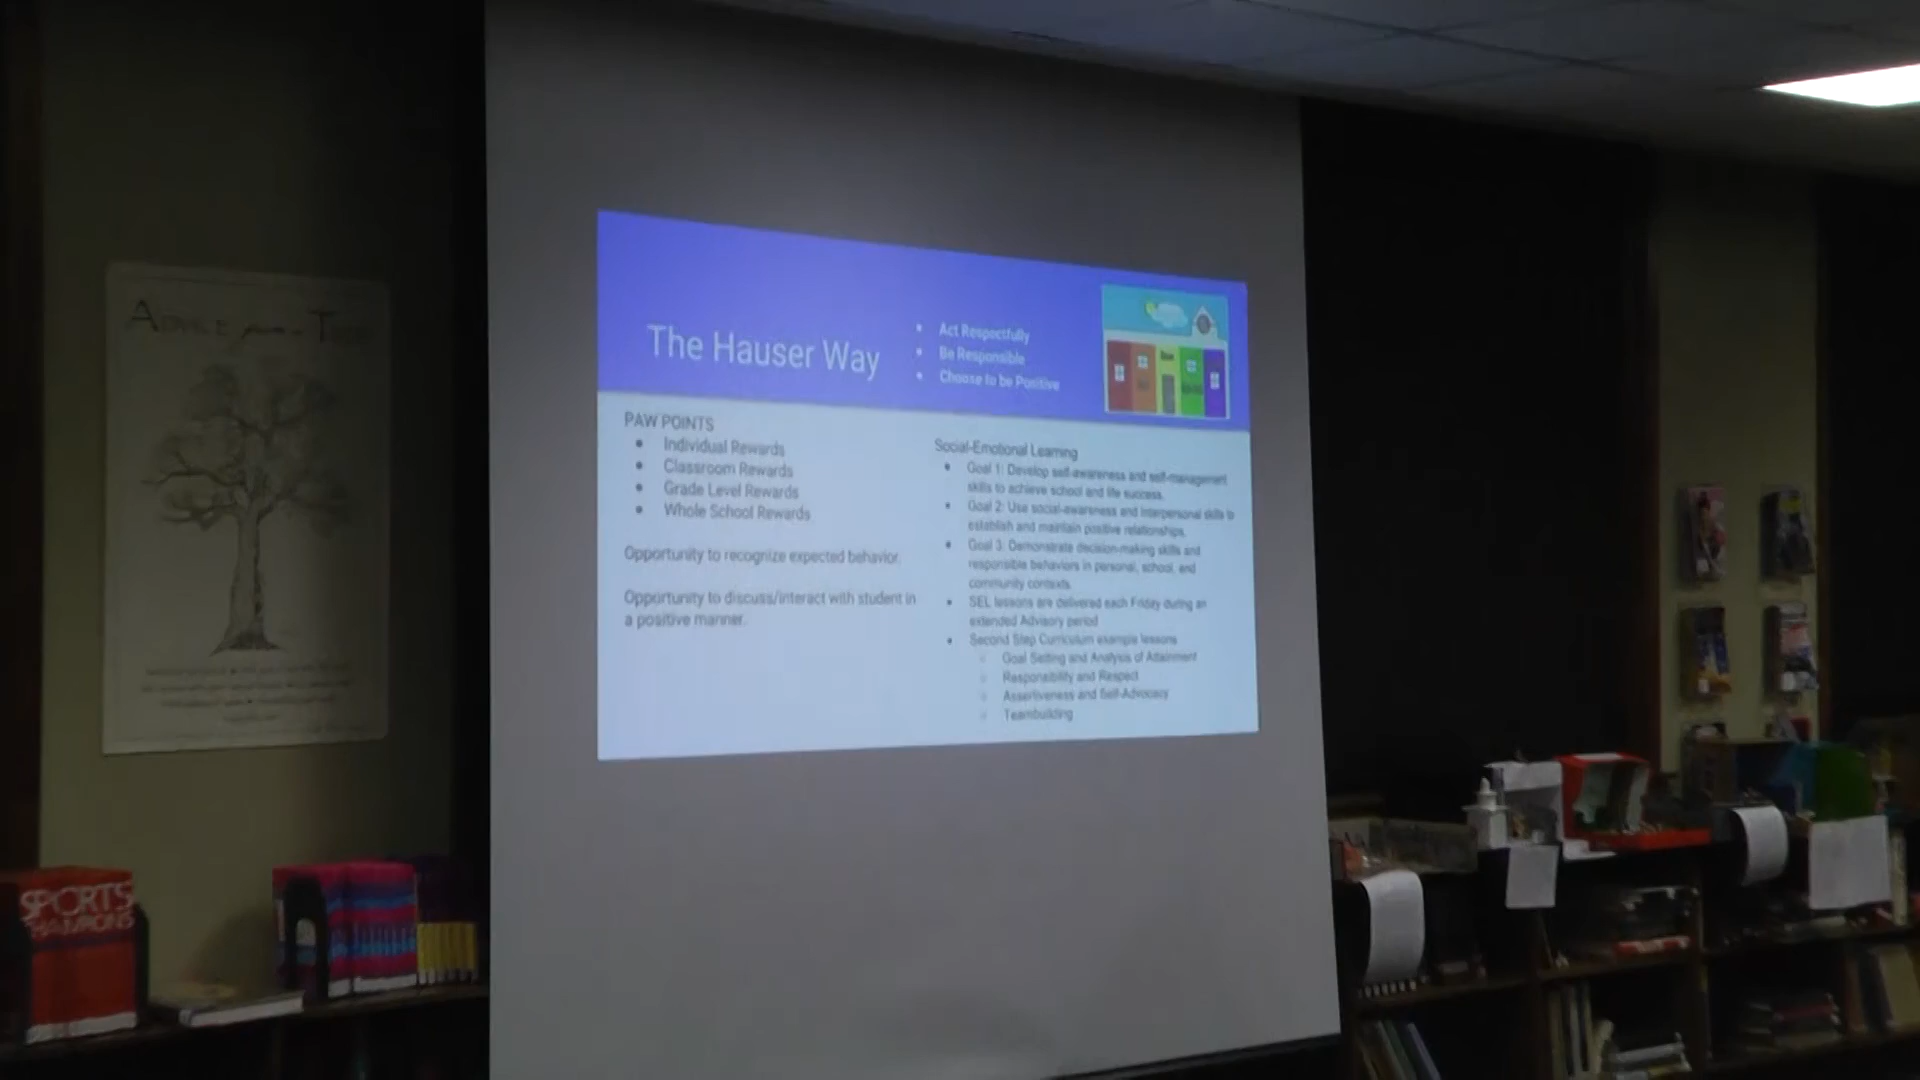 ADVICE from a TREE
The Hauser Way
• Act Respectfully
• Be Responsible
• Choose to be Positive
PAW POINTS
• Individual Rewards
• Classroom Rewards
• Grade Level Rewards
• Whole School Rewards
Opportunity to recognize expected behavior.
Opportunity to discuss/interact with student in
a positive manner.
Social-Emotional Learning
• Goal 1: Develop self-awareness and self-management
skills to achieve school and life success.
• Goal 2: Use social-awareness and interpersonal skills to
establish and maintain positive relationships.
• Goal 3: Demonstrate decision-making skills and
responsible behaviors in personal, school, and
community contexts.
• SEL lessons are delivered each Friday during an
extended Advisory period
• Second Step Curriculum example lessons
○ Goal Setting and Analysis of Attainment
○ Responsibility and Respect
○ Assertiveness and Self-Advocacy
○ Teambuilding
SPORTS
CHAMPIONS